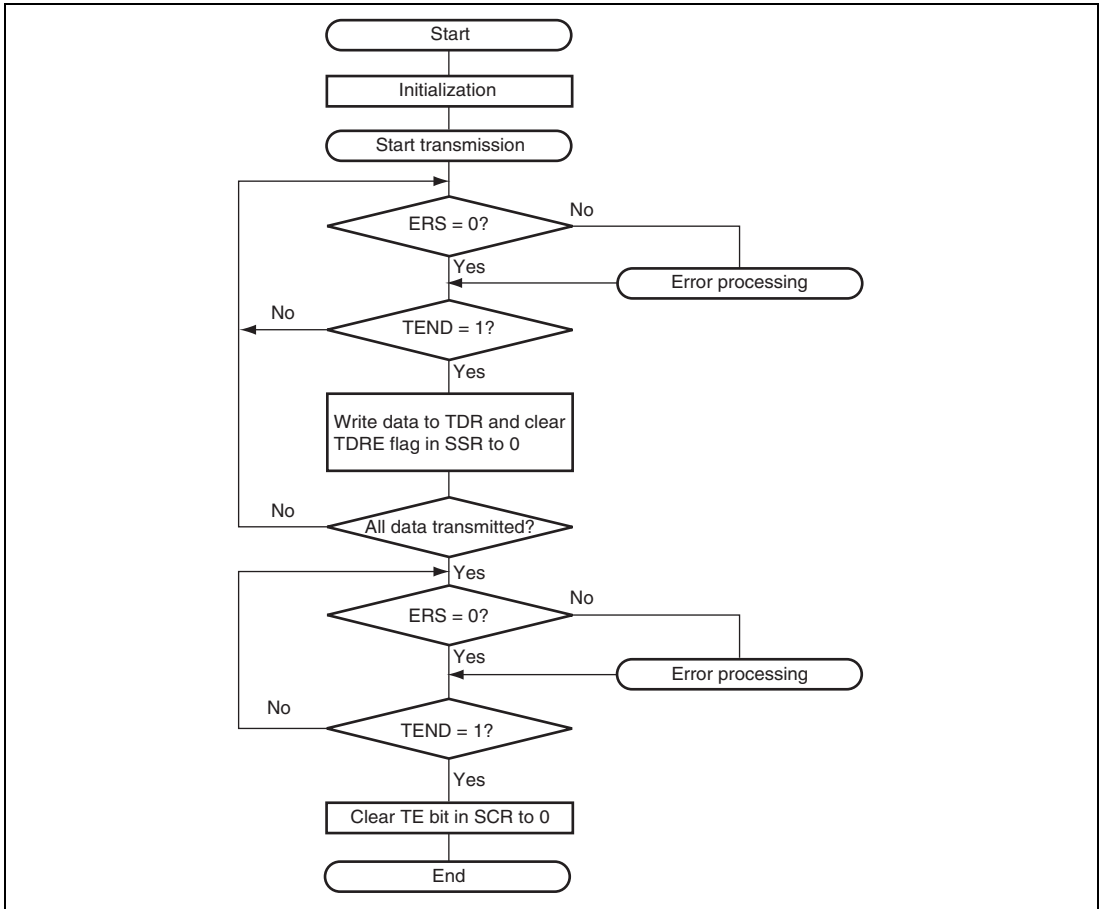 Start
Initialization
Start transmission
ERS = 0?
No
Yes
Error processing
No
TEND = 1?
Yes
Write data to TDR and clear
TDRE flag in SSR to 0
No
All data transmitted?
Yes
ERS = 0?
No
Yes
Error processing
No
TEND = 1?
Yes
Clear TE bit in SCR to 0
End